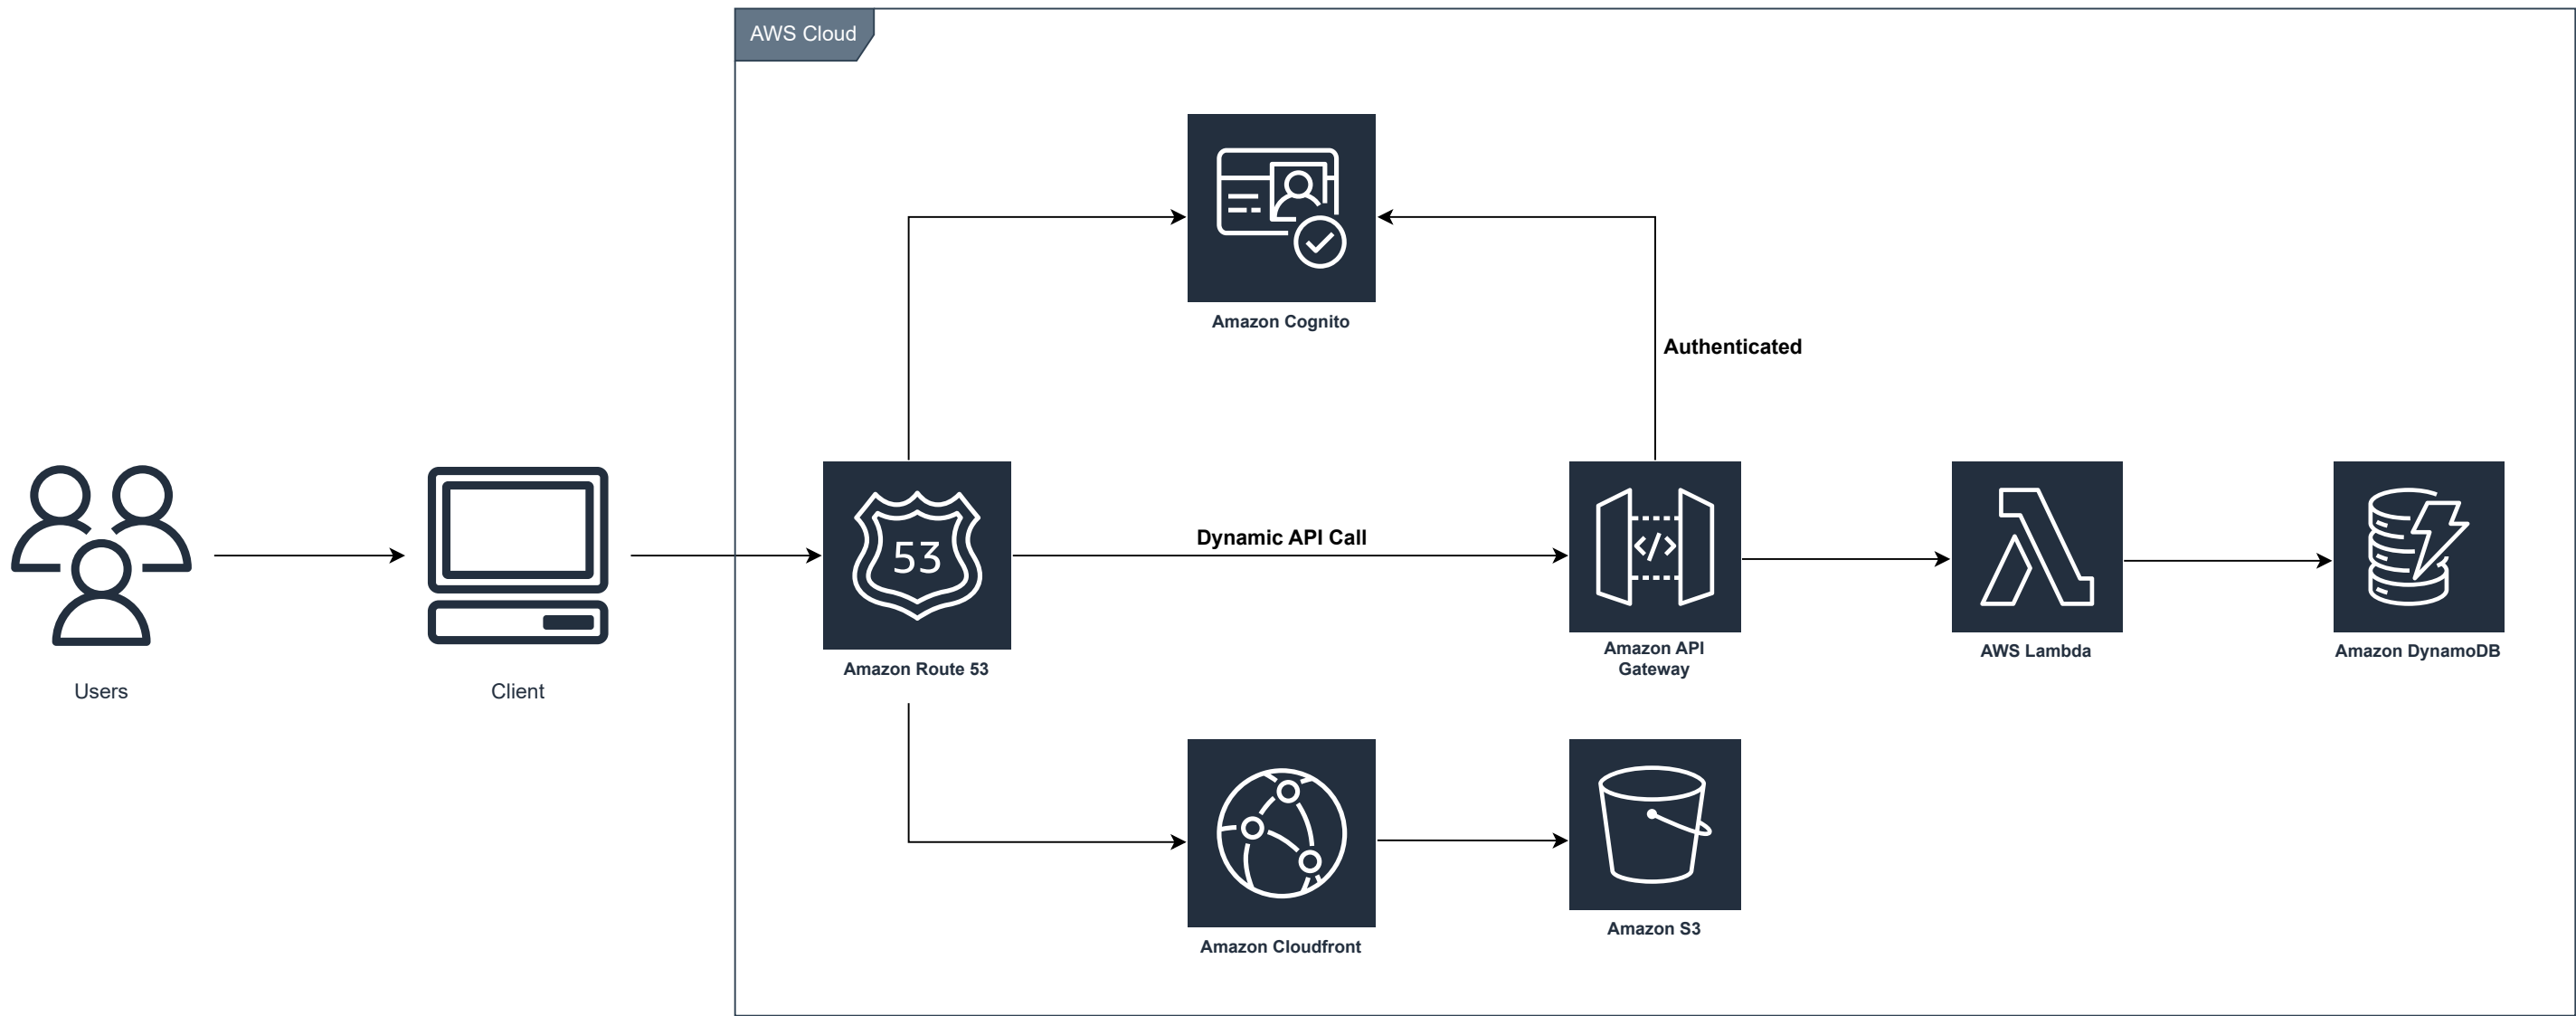 AWS Cloud
Amazon Cognito
Authenticated
Dynamic API Call
53
</>
Amazon Route 53
Amazon API
Gateway
AWS Lambda
Amazon DynamoDB
Users
Client
Amazon Cloudfront
Amazon S3